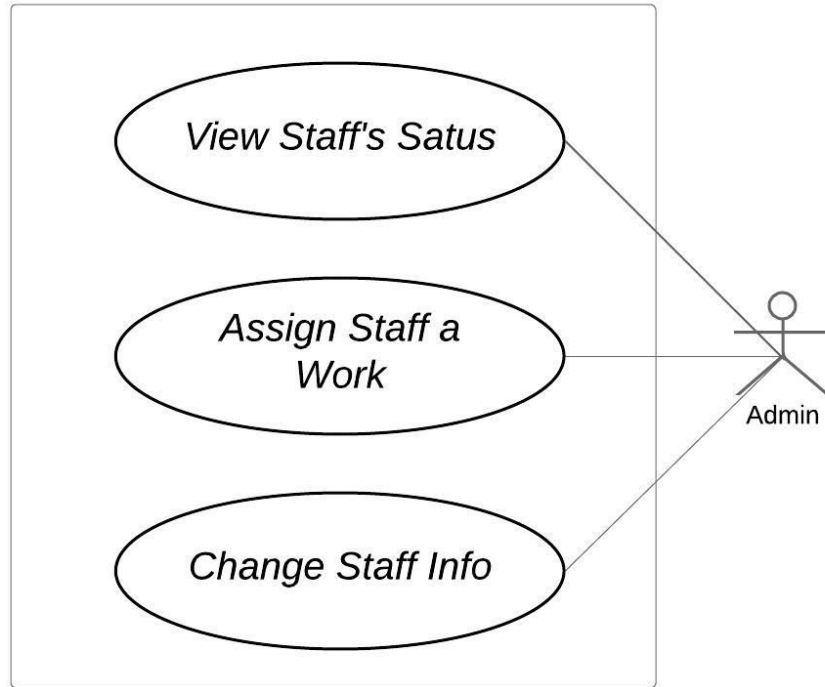 View Staff's Satus
Assign Staff a
Work
Admin
Change Staff Info